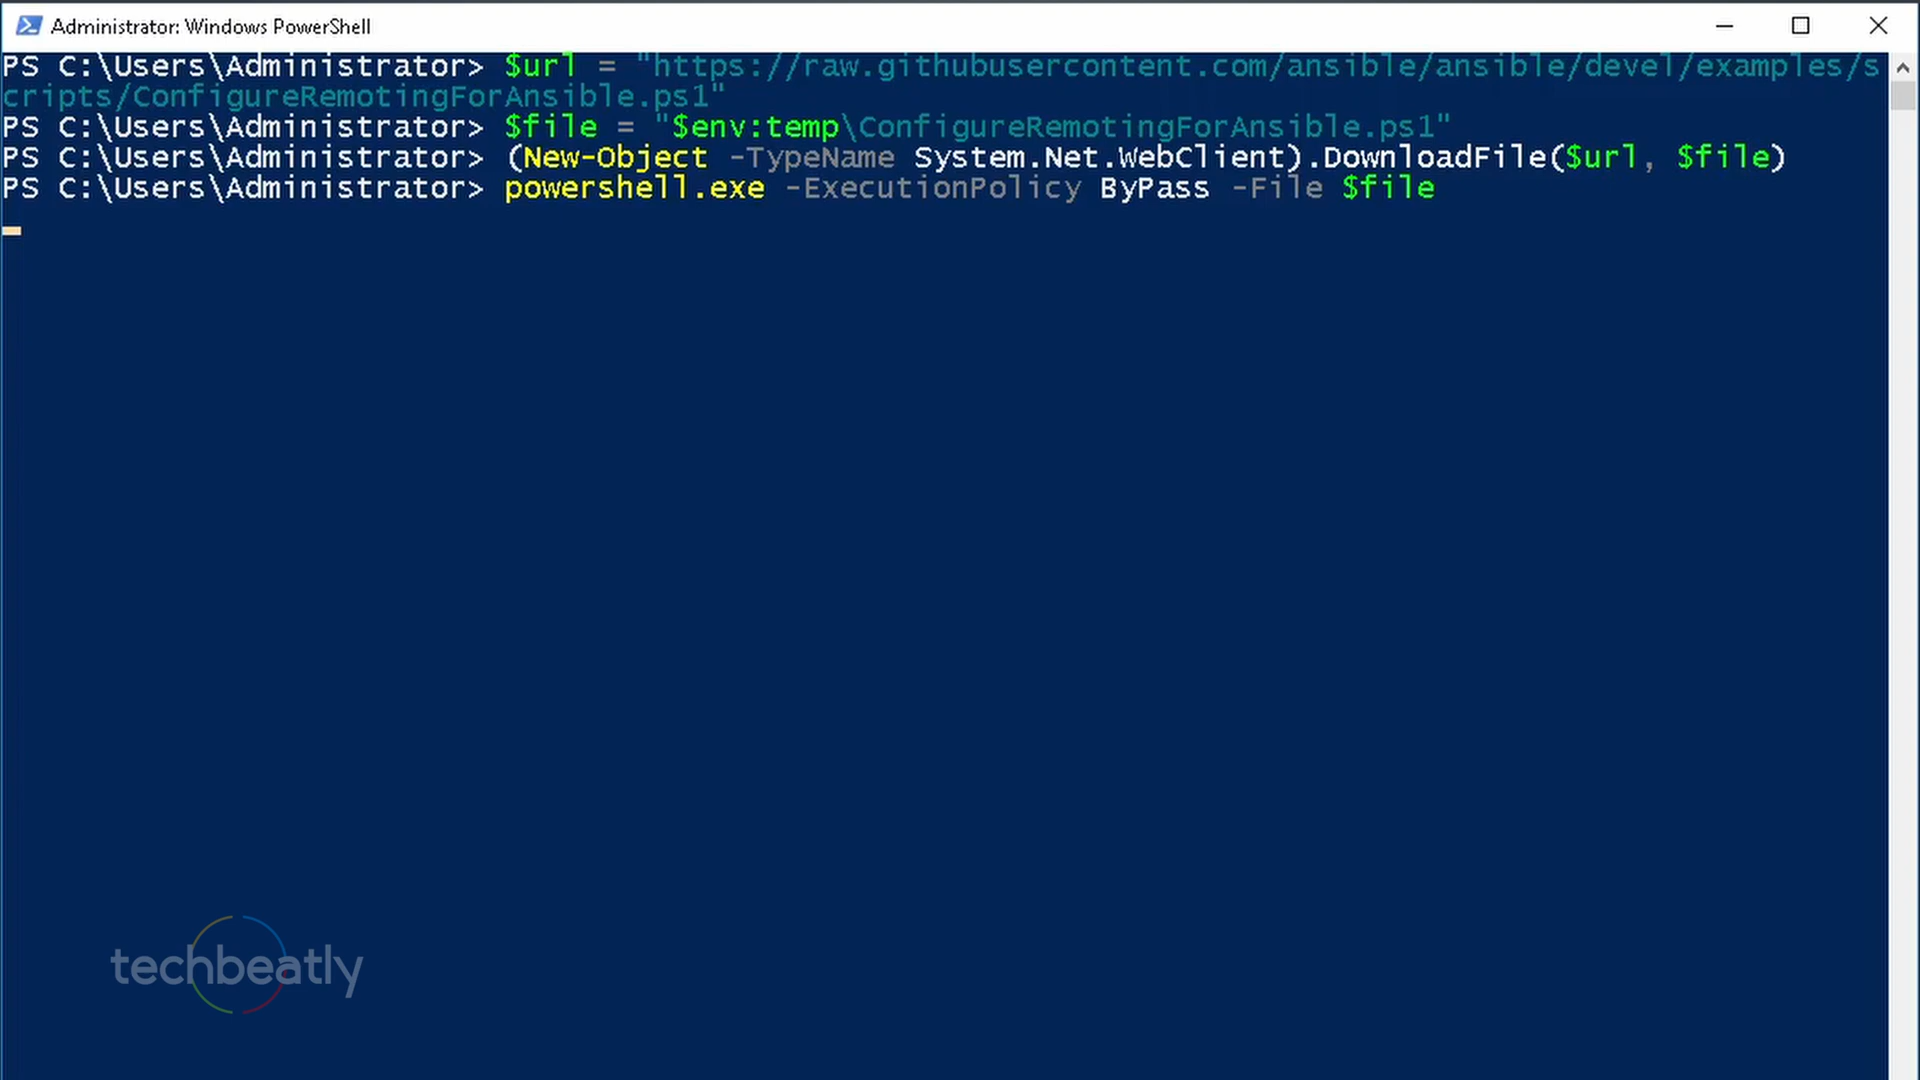 Administrator: Windows PowerShell
PS C:\Users\Administrator> $url = "https://raw.githubusercontent.com/ansible/ansible/devel/examples/s
cripts/ConfigureRemotingForAnsible.ps1"
PS C:\Users\Administrator> $file = "$env:temp\ConfigureRemotingForAnsible.ps1"
PS C:\Users\Administrator> (New-Object -TypeName System.Net.WebClient).DownloadFile($url, $file)
PS C:\Users\Administrator> powershell.exe -ExecutionPolicy ByPass -File $file
techbeatly